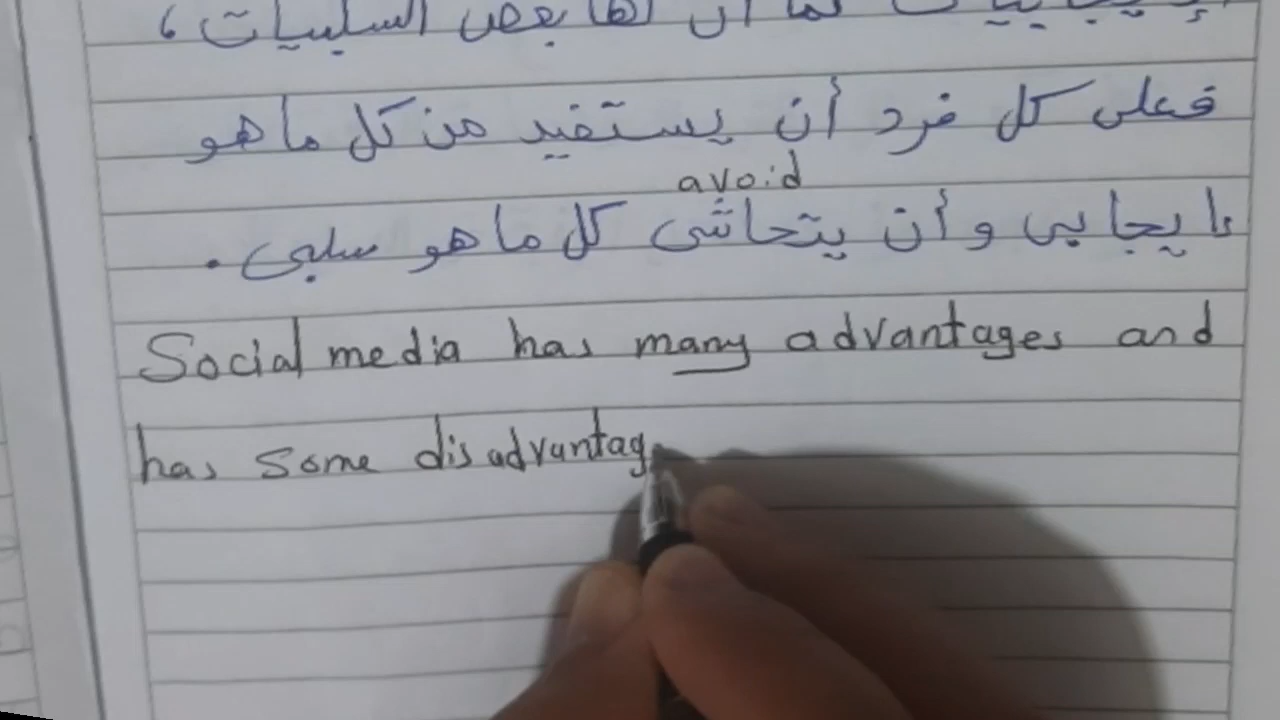 كما أن لها بعض السلبيات،
فعلى كل فرد أن يستفيد من كل ما هو
avoid
إيجابي وأن يتحاشى كل ما هو سلبي.
Social media has many advantages and
has some disadvantag